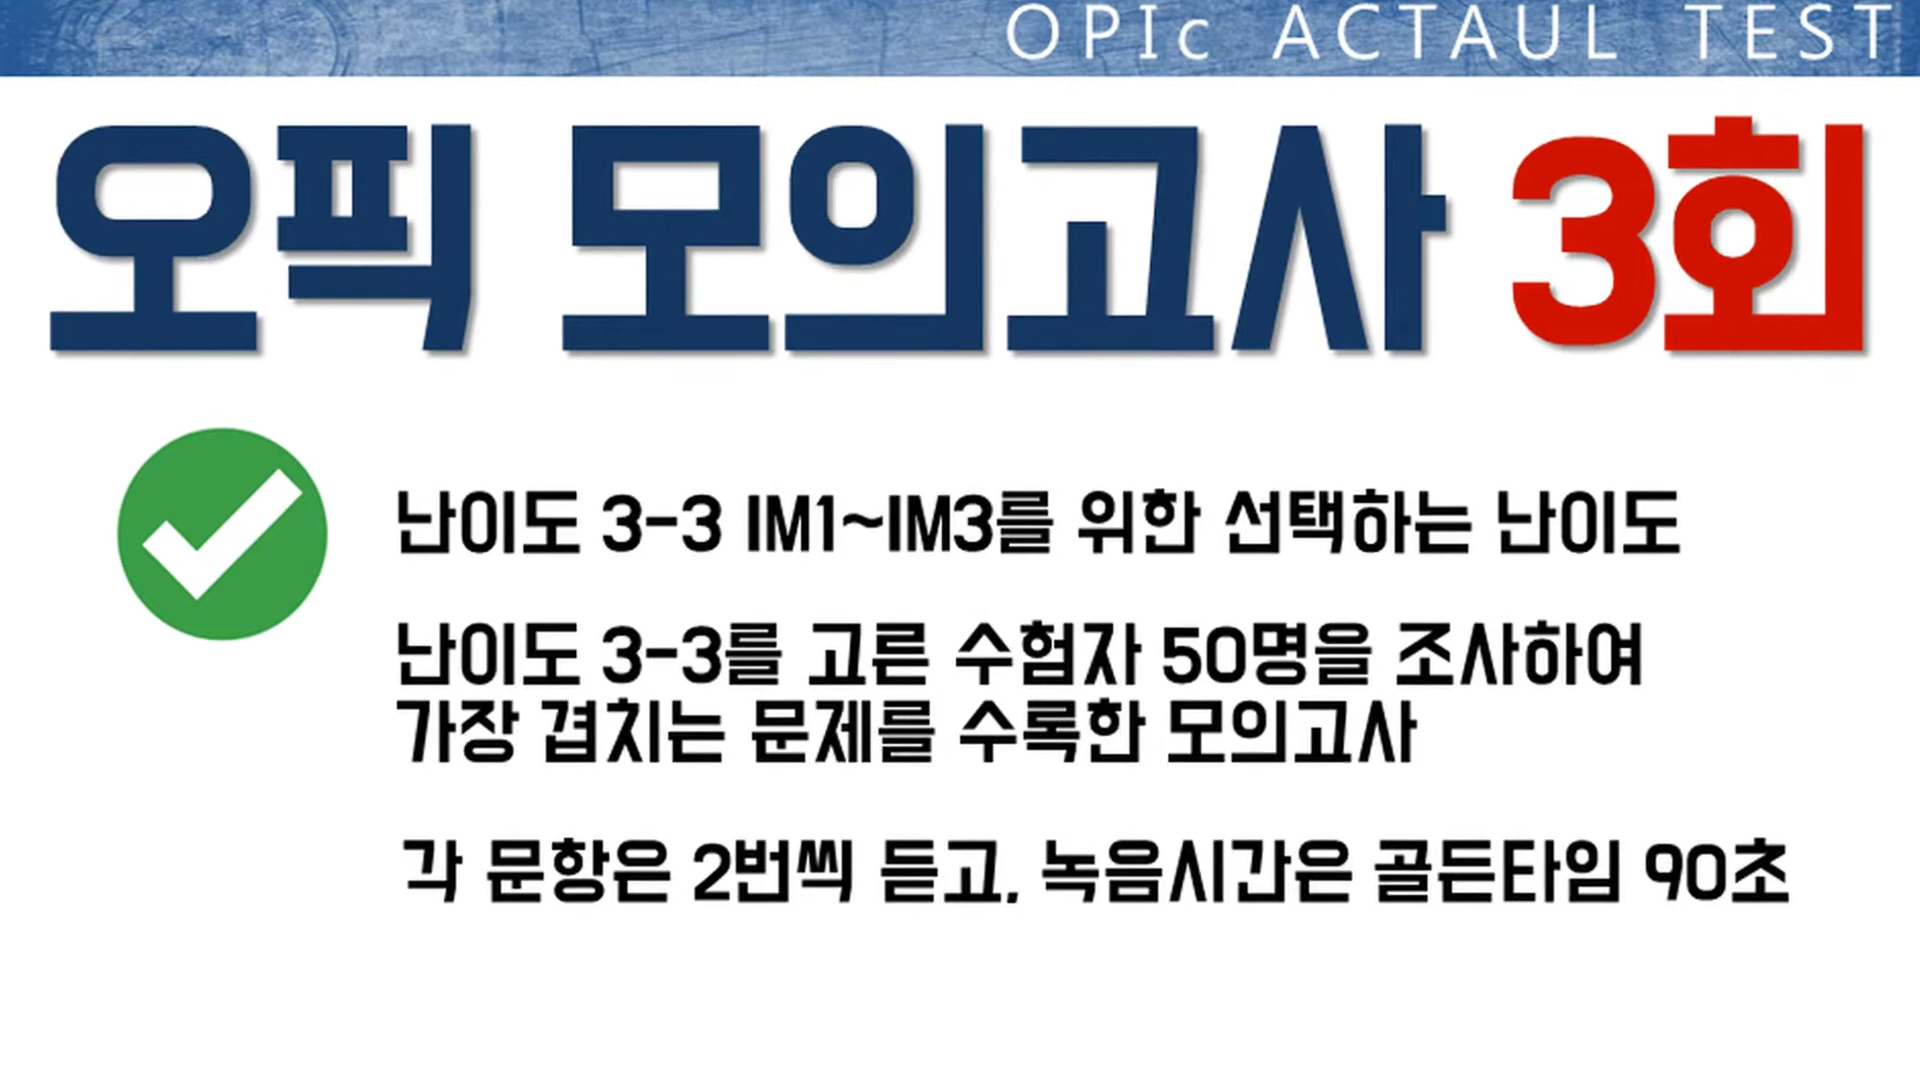 OPIc ACTAUL TEST
오픽 모의고사 3회
난이도 3-3 IM1~IM3를 위한 선택하는 난이도
난이도 3-3를 고른 수험자 50명을 조사하여
가장 겹치는 문제를 수록한 모의고사
각 문항은 2번씩 듣고, 녹음시간은 골든타임 90초